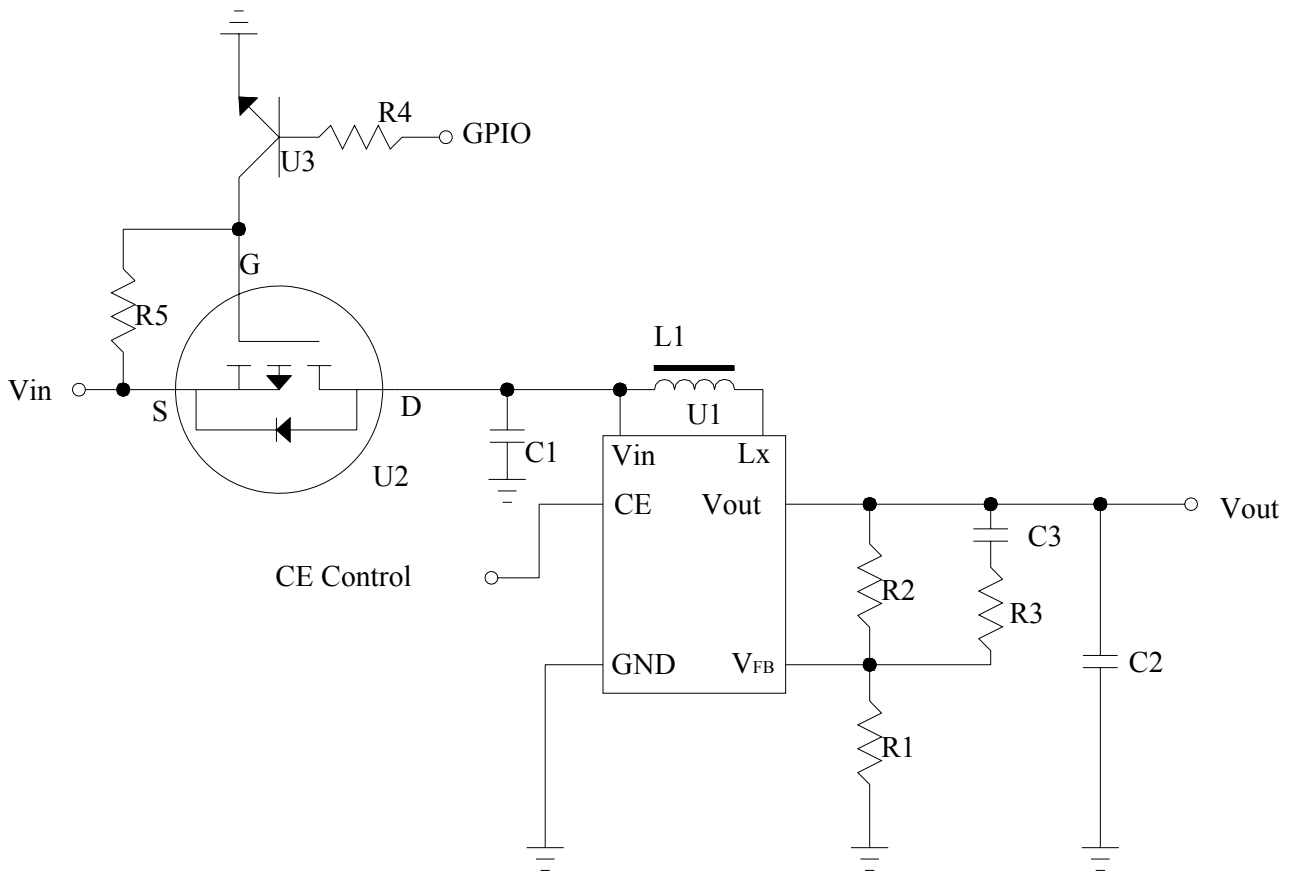 R4
GPIO
U3
G
R5
L1
Vin
S
D
U1
C1
Vin
Lx
U2
CE
Vout
Vout
C3
CE Control
R2
R3
GND
VFB
C2
R1